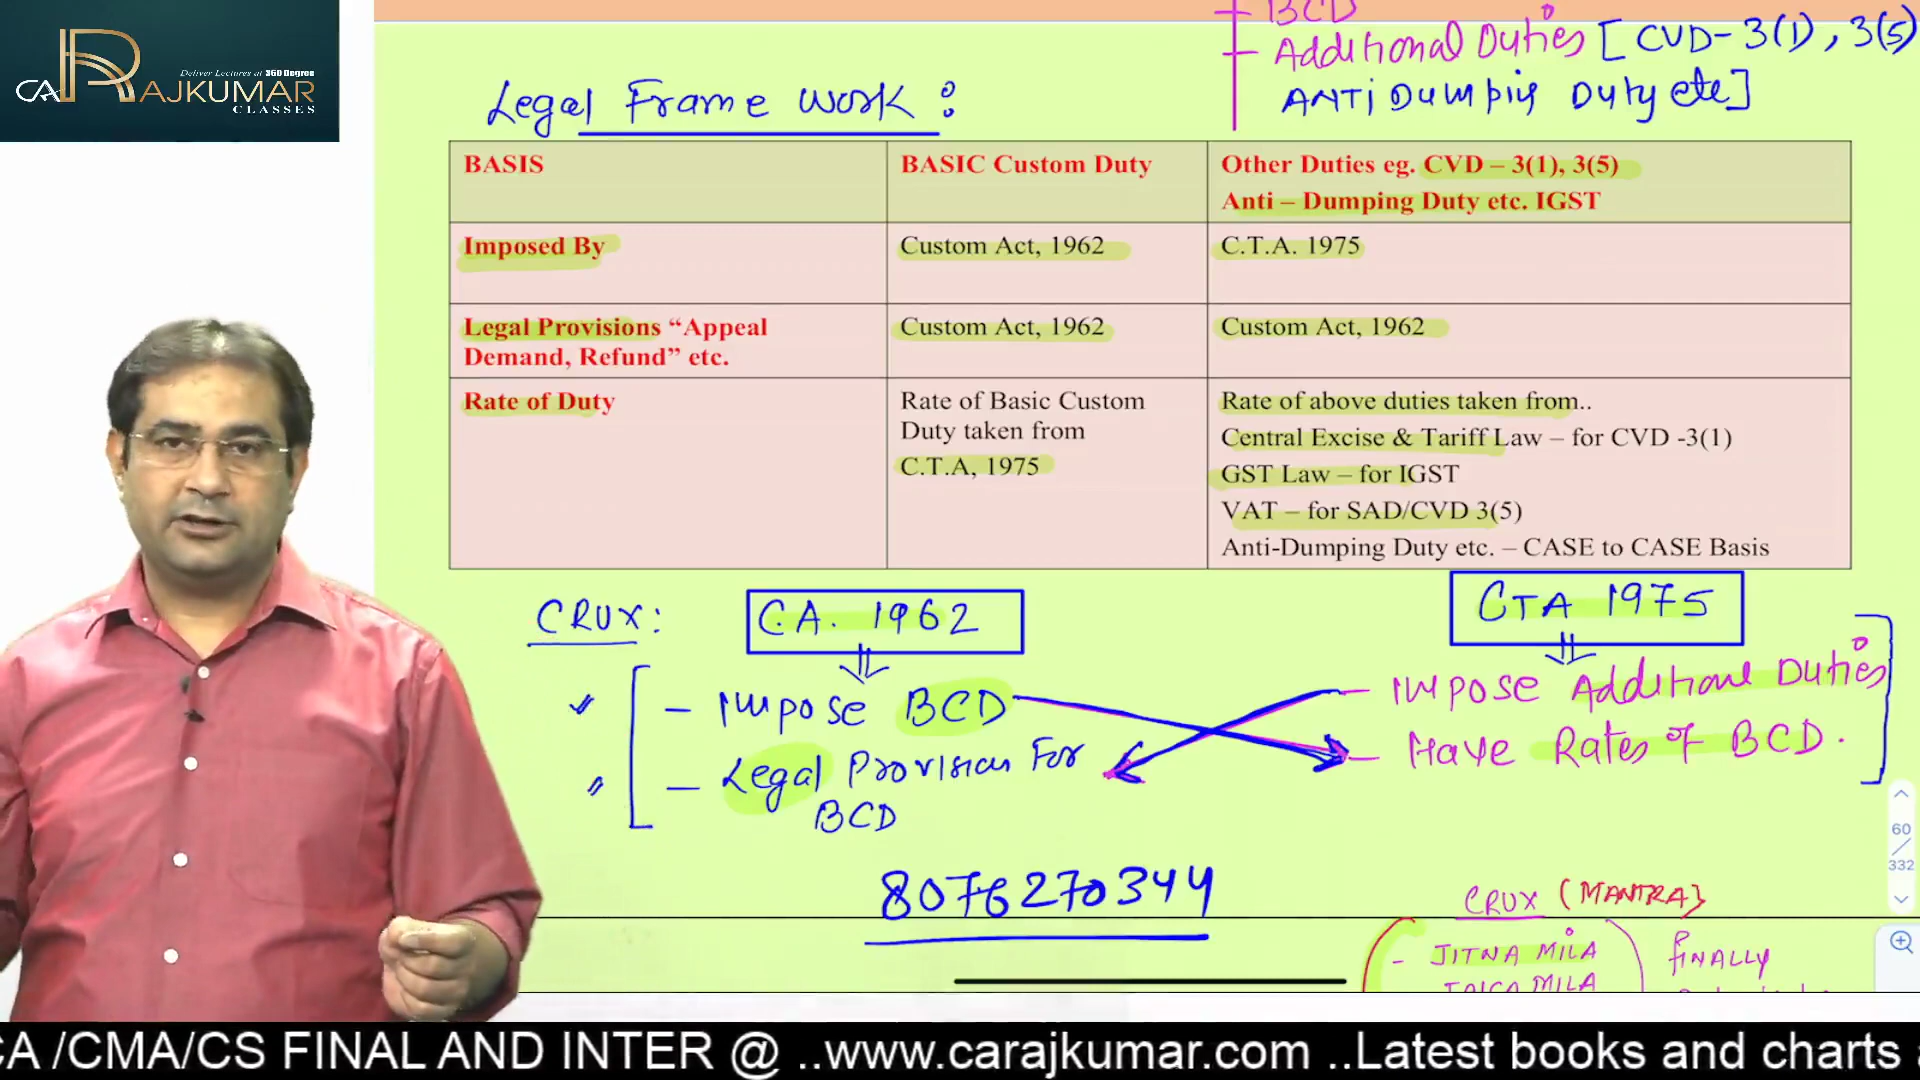 Deliver Lectures at 360 Degree
CA RAJKUMAR
CLASSES
BCD
Additional Duties [CVD-3(1), 3(5)
ANTi Dumping Duty etc]
Legal Frame work :
BASIS
BASIC Custom Duty
Other Duties eg. CVD – 3(1), 3(5)
Anti – Dumping Duty etc. IGST
Imposed By
Custom Act, 1962
C.T.A. 1975
Legal Provisions “Appeal
Demand, Refund” etc.
Custom Act, 1962
Custom Act, 1962
Rate of Duty
Rate of Basic Custom
Duty taken from
C.T.A, 1975
Rate of above duties taken from..
Central Excise & Tariff Law – for CVD -3(1)
GST Law – for IGST
VAT – for SAD/CVD 3(5)
Anti-Dumping Duty etc. – CASE to CASE Basis
CRUX:
C.A. 1962
- Impose BCD
- Legal Provision For
BCD
CTA 1975
- Impose Additional Duties
- Have Rates of BCD.
8076270344
60
/
332
CRUX (MANTRA)
- JITNA MILA
MILA
Finally
CA /CMA/CS FINAL AND INTER @ ..www.carajkumar.com ..Latest books and charts